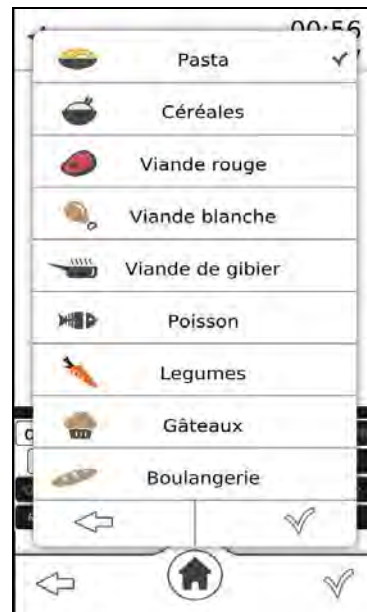 00:56
Pasta
Céréales
Viande rouge
Viande blanche
Viande de gibier
Poisson
Legumes
Gâteaux
Boulangerie